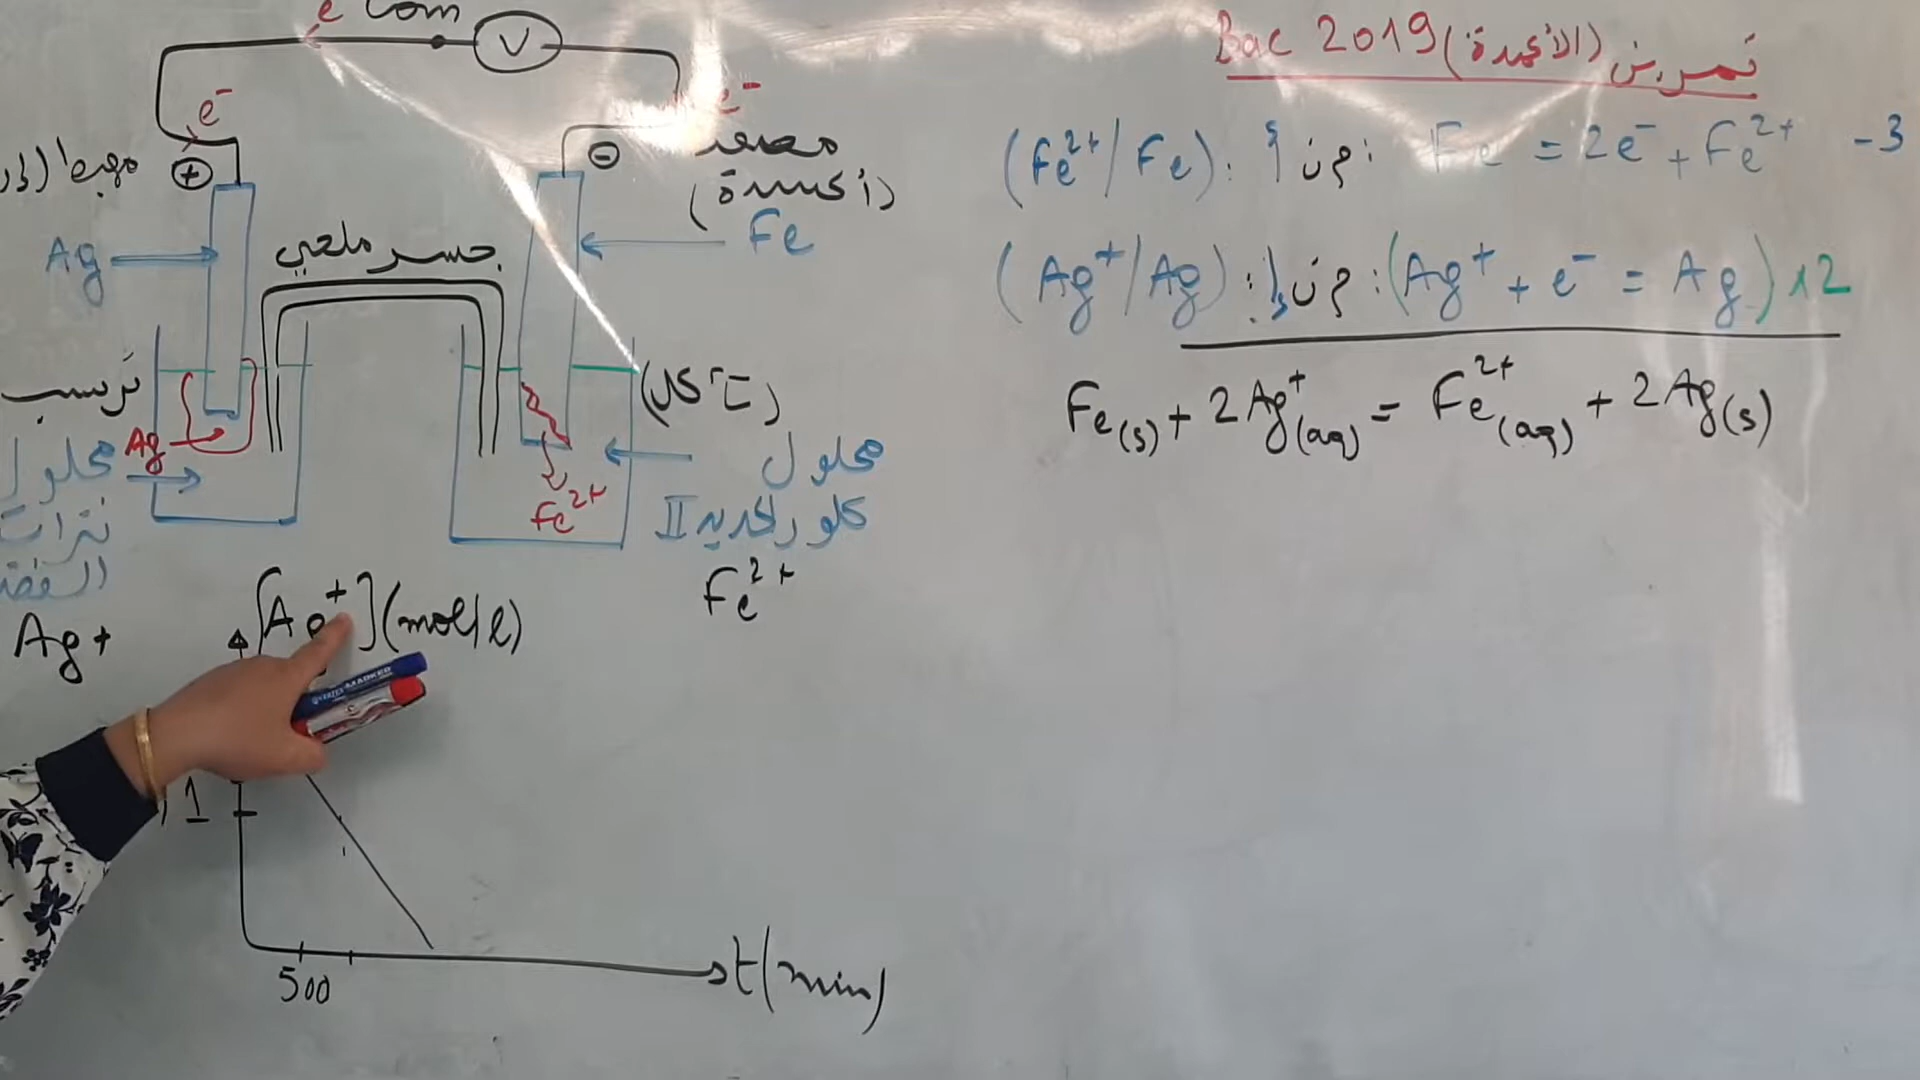 e com
V
e⁻
e⁻
+
−
مصعد
(أكسدة)
Ag
Fe
جسر ملحي
ترسب
Ag
(تآكل)
محلول
نترات
Fe²⁺
محلول
كلور الحديد II
Fe²⁺
Ag+
[Ag⁺](mol/l)
1
500
t(min)
تمرين (الأعمدة) Bac 2019
(Fe²⁺/Fe): م ن أ: Fe = 2e⁻ + Fe²⁺ -3
(Ag⁺/Ag): م ن إ: (Ag⁺ + e⁻ = Ag) x2
Fe(s) + 2Ag⁺(aq) = Fe²⁺(aq) + 2Ag(s)